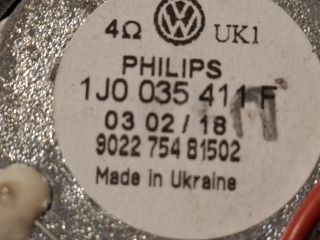 4Ω UK1
PHILIPS
1J0 035 411 F
03 02/18
9022 754 81502
Made in Ukraine